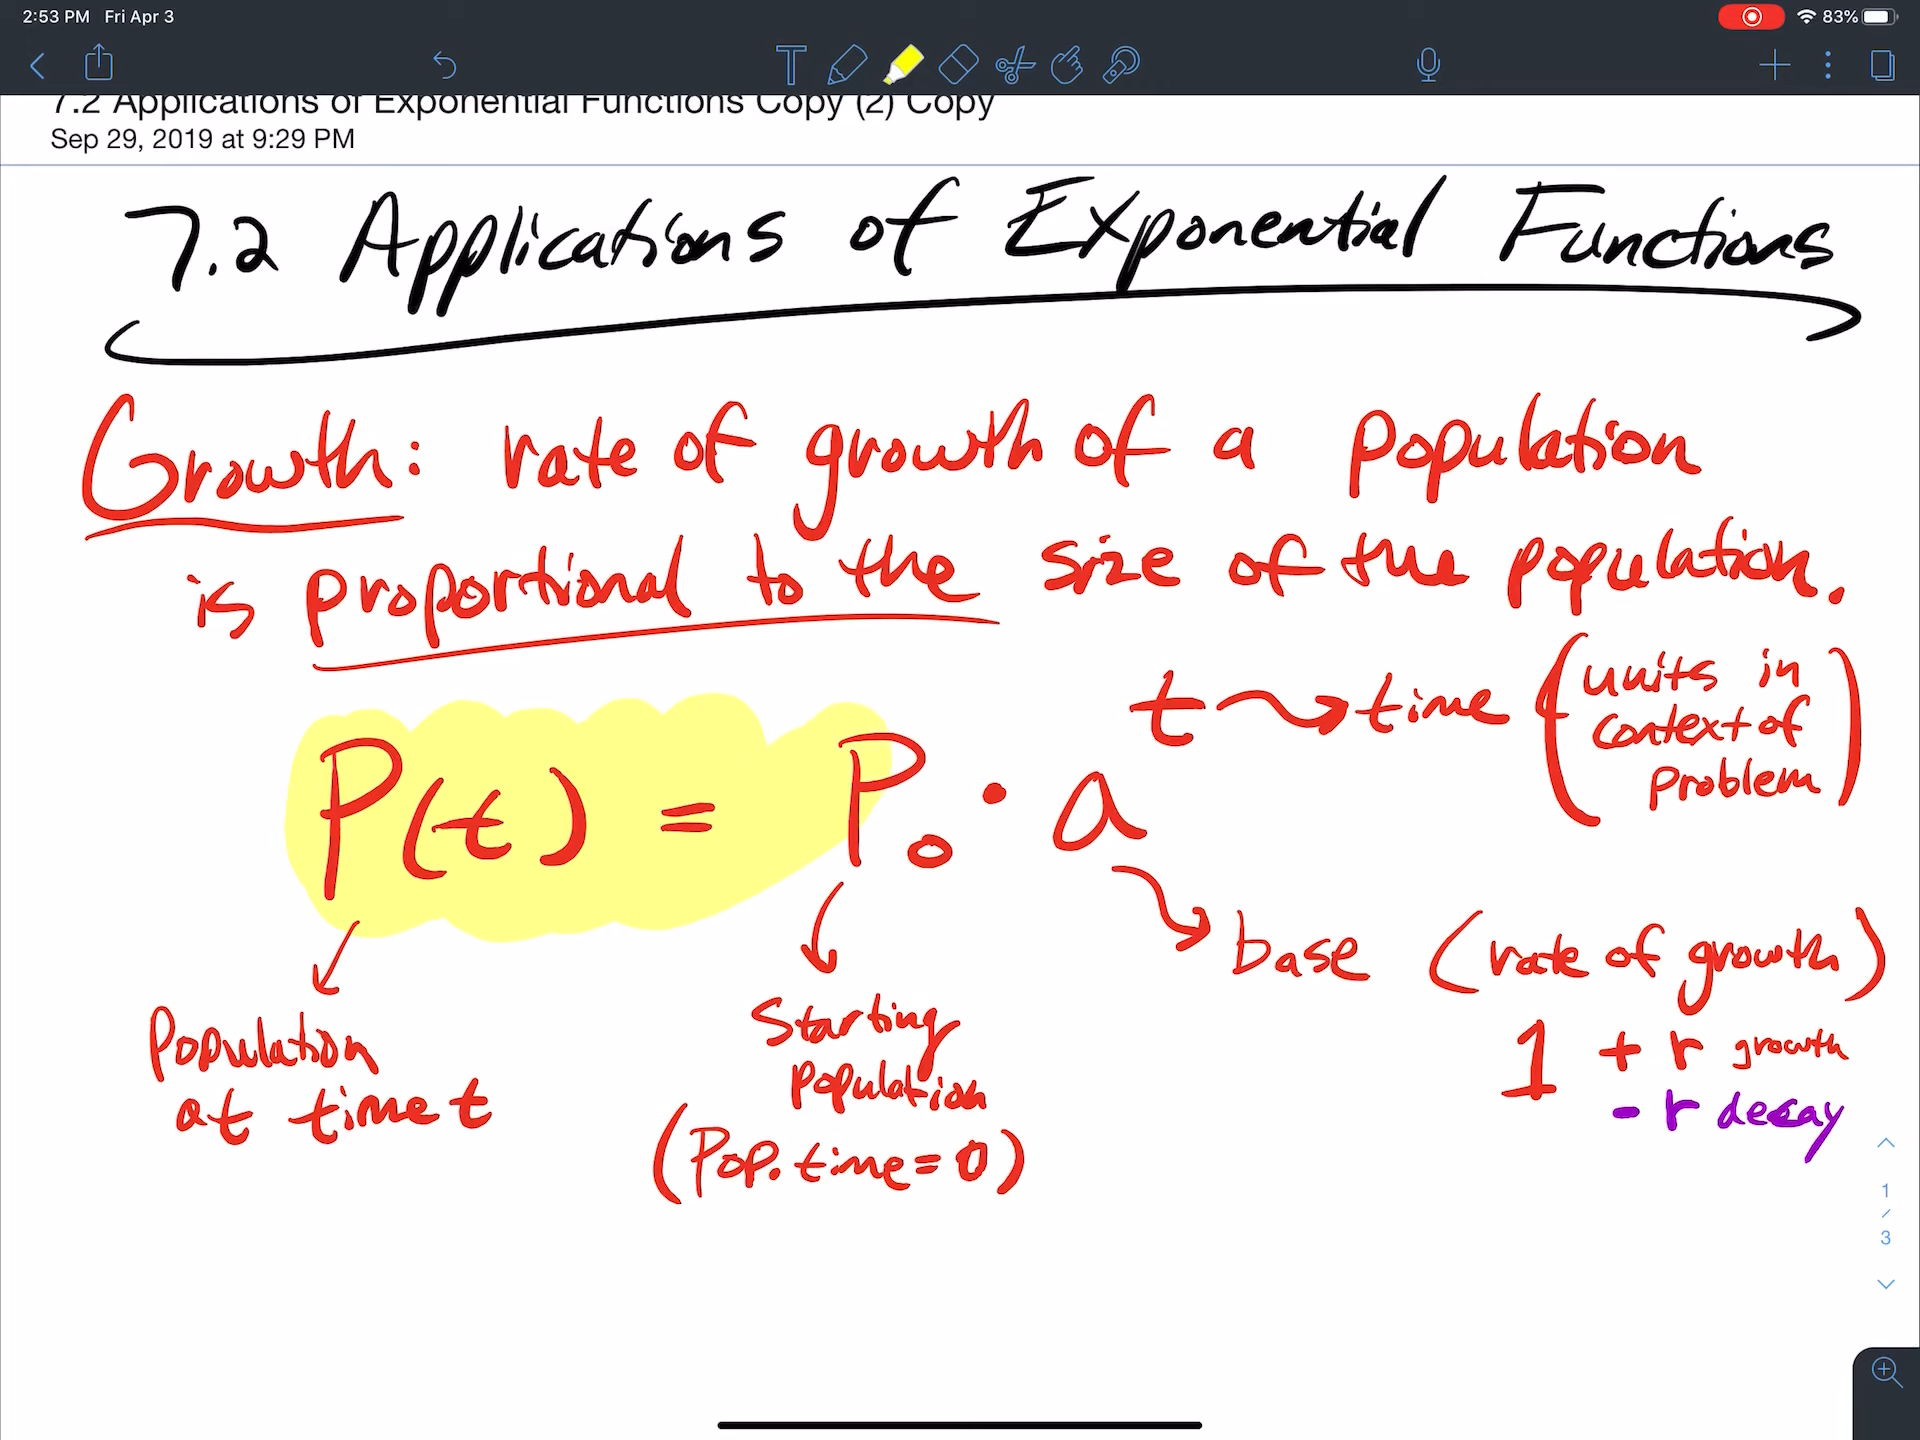 2:53 PM Fri Apr 3
83%
7.2 Applications of Exponential Functions Copy (2) Copy
Sep 29, 2019 at 9:29 PM
7.2 Applications of Exponential Functions
Growth: rate of growth of a population
is proportional to the size of the population.
t → time (units in
context of
problem)
P(t) = P₀ · a
base (rate of growth)
1 + r growth
- r decay
Population
at time t
Starting
population
(Pop. time = 0)
1
/
3